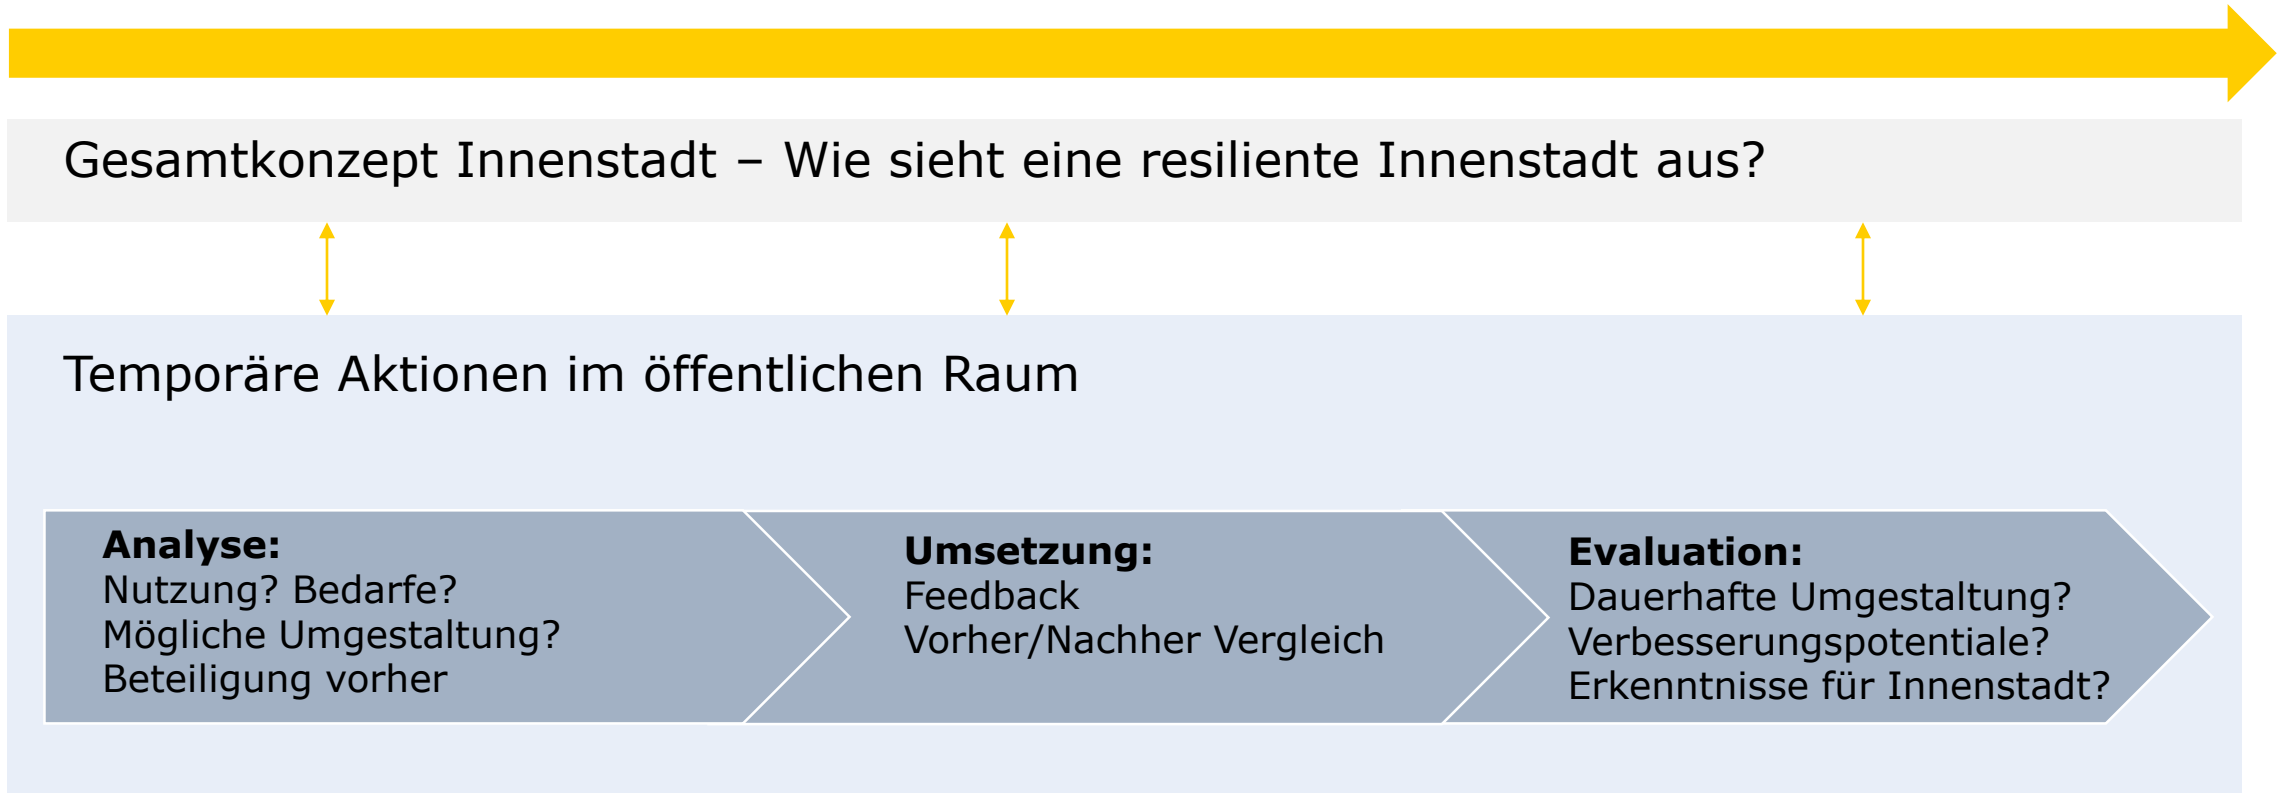 Gesamtkonzept Innenstadt – Wie sieht eine resiliente Innenstadt aus?
Temporäre Aktionen im öffentlichen Raum
Analyse:
Nutzung? Bedarfe?
Mögliche Umgestaltung?
Beteiligung vorher
Umsetzung:
Feedback
Vorher/Nachher Vergleich
Evaluation:
Dauerhafte Umgestaltung?
Verbesserungspotentiale?
Erkenntnisse für Innenstadt?